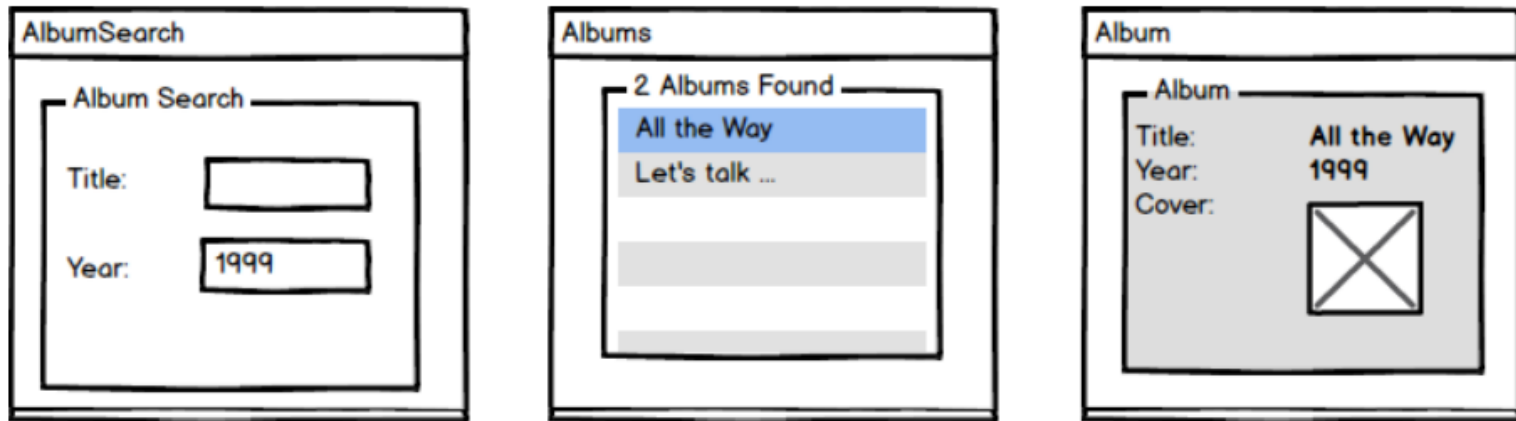 AlbumSearch
Album Search
Title:
Year: 1999
Albums
2 Albums Found
All the Way
Let's talk ...
Album
Album
Title: All the Way
Year: 1999
Cover: